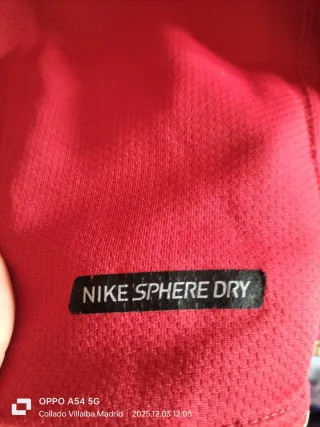 NIKE SPHERE DRY
OPPO A54 5G
Collado Villalba,Madrid | 2025.12.05 12:05